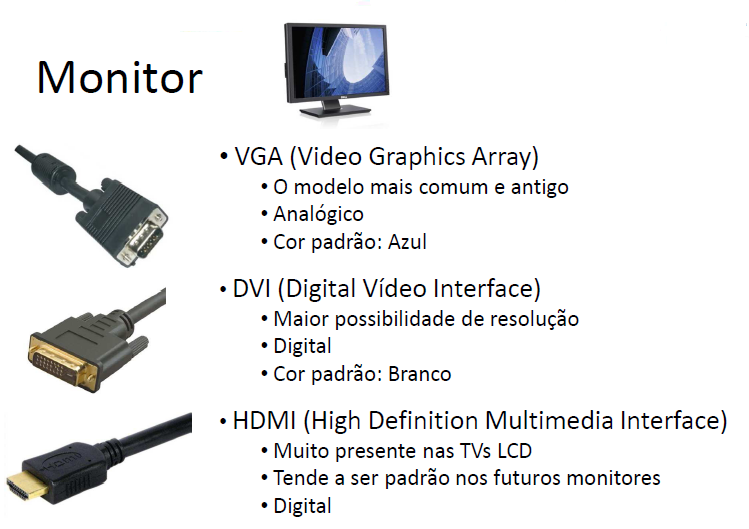 Monitor
• VGA (Video Graphics Array)
• O modelo mais comum e antigo
• Analógico
• Cor padrão: Azul
• DVI (Digital Vídeo Interface)
• Maior possibilidade de resolução
• Digital
• Cor padrão: Branco
• HDMI (High Definition Multimedia Interface)
• Muito presente nas TVs LCD
• Tende a ser padrão nos futuros monitores
• Digital
HDMI